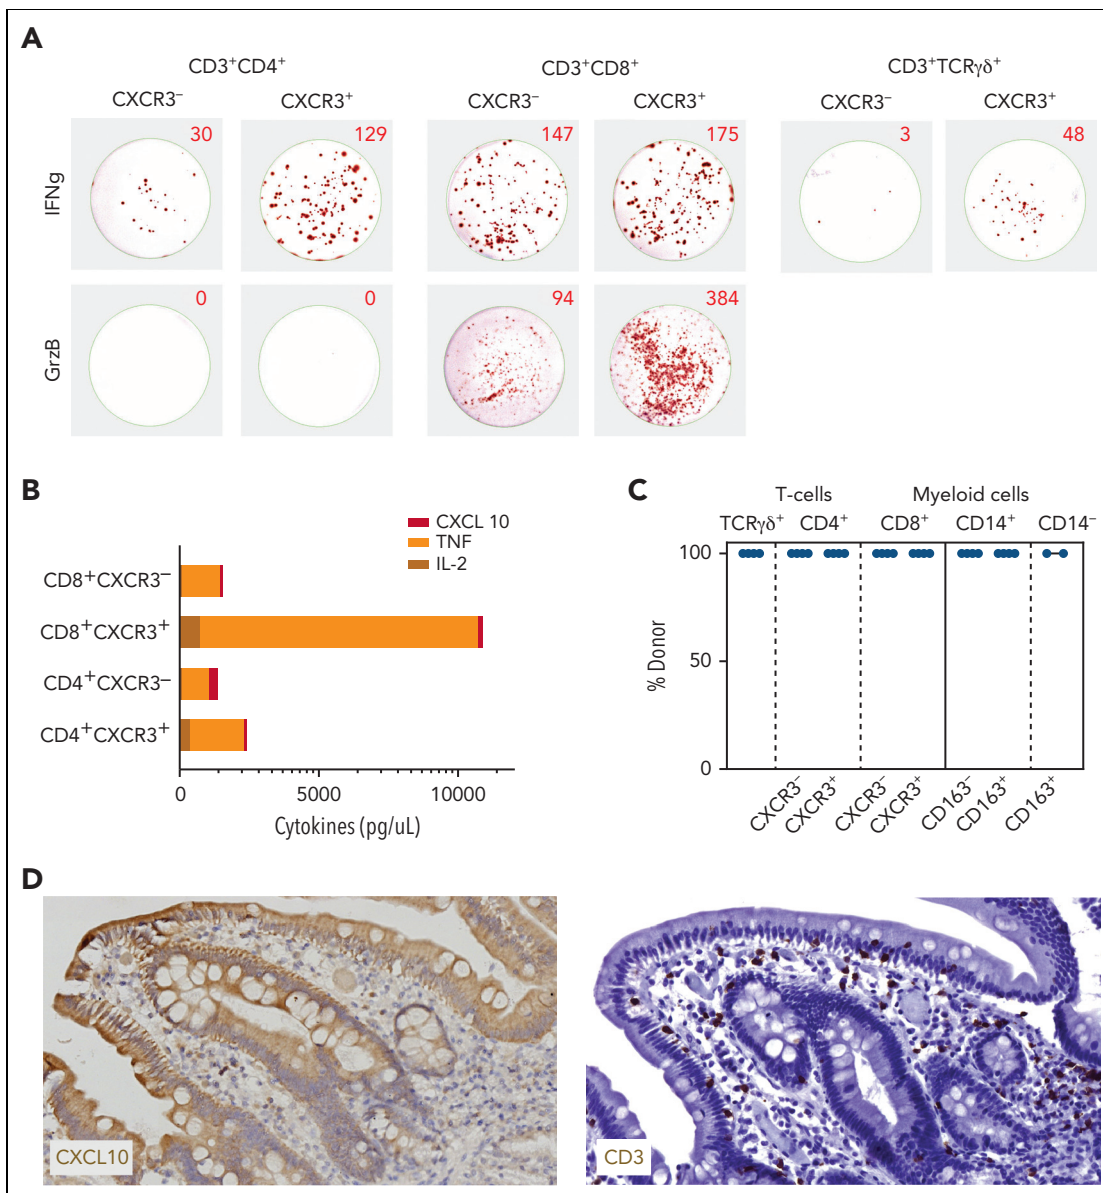 A
CD3⁺CD4⁺ CD3⁺CD8⁺ CD3⁺TCRγδ⁺
CXCR3⁻ CXCR3⁺ CXCR3⁻ CXCR3⁺ CXCR3⁻ CXCR3⁺
IFNg
30 129 147 175 3 48
GrzB
0 0 94 384
B
CXCL 10
TNF
IL-2
CD8⁺CXCR3⁻
CD8⁺CXCR3⁺
CD4⁺CXCR3⁻
CD4⁺CXCR3⁺
0 5000 10000
Cytokines (pg/uL)
C
T-cells Myeloid cells
TCRγδ⁺ CD4⁺ CD8⁺ CD14⁺ CD14⁻
100
50
0
% Donor
CXCR3⁻ CXCR3⁺ CXCR3⁻ CXCR3⁺ CD163⁻ CD163⁺ CD163⁺
D
CXCL10
CD3